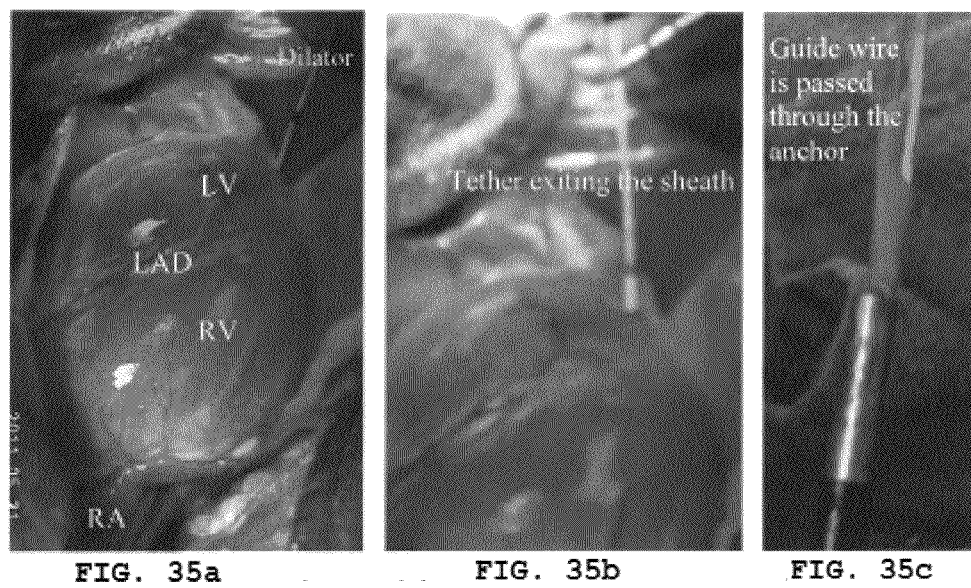 Dilator
LV
LAD
RV
RA
FIG. 35a
Tether exiting the sheath
FIG. 35b
Guide wire
is passed
through the
anchor
FIG. 35c